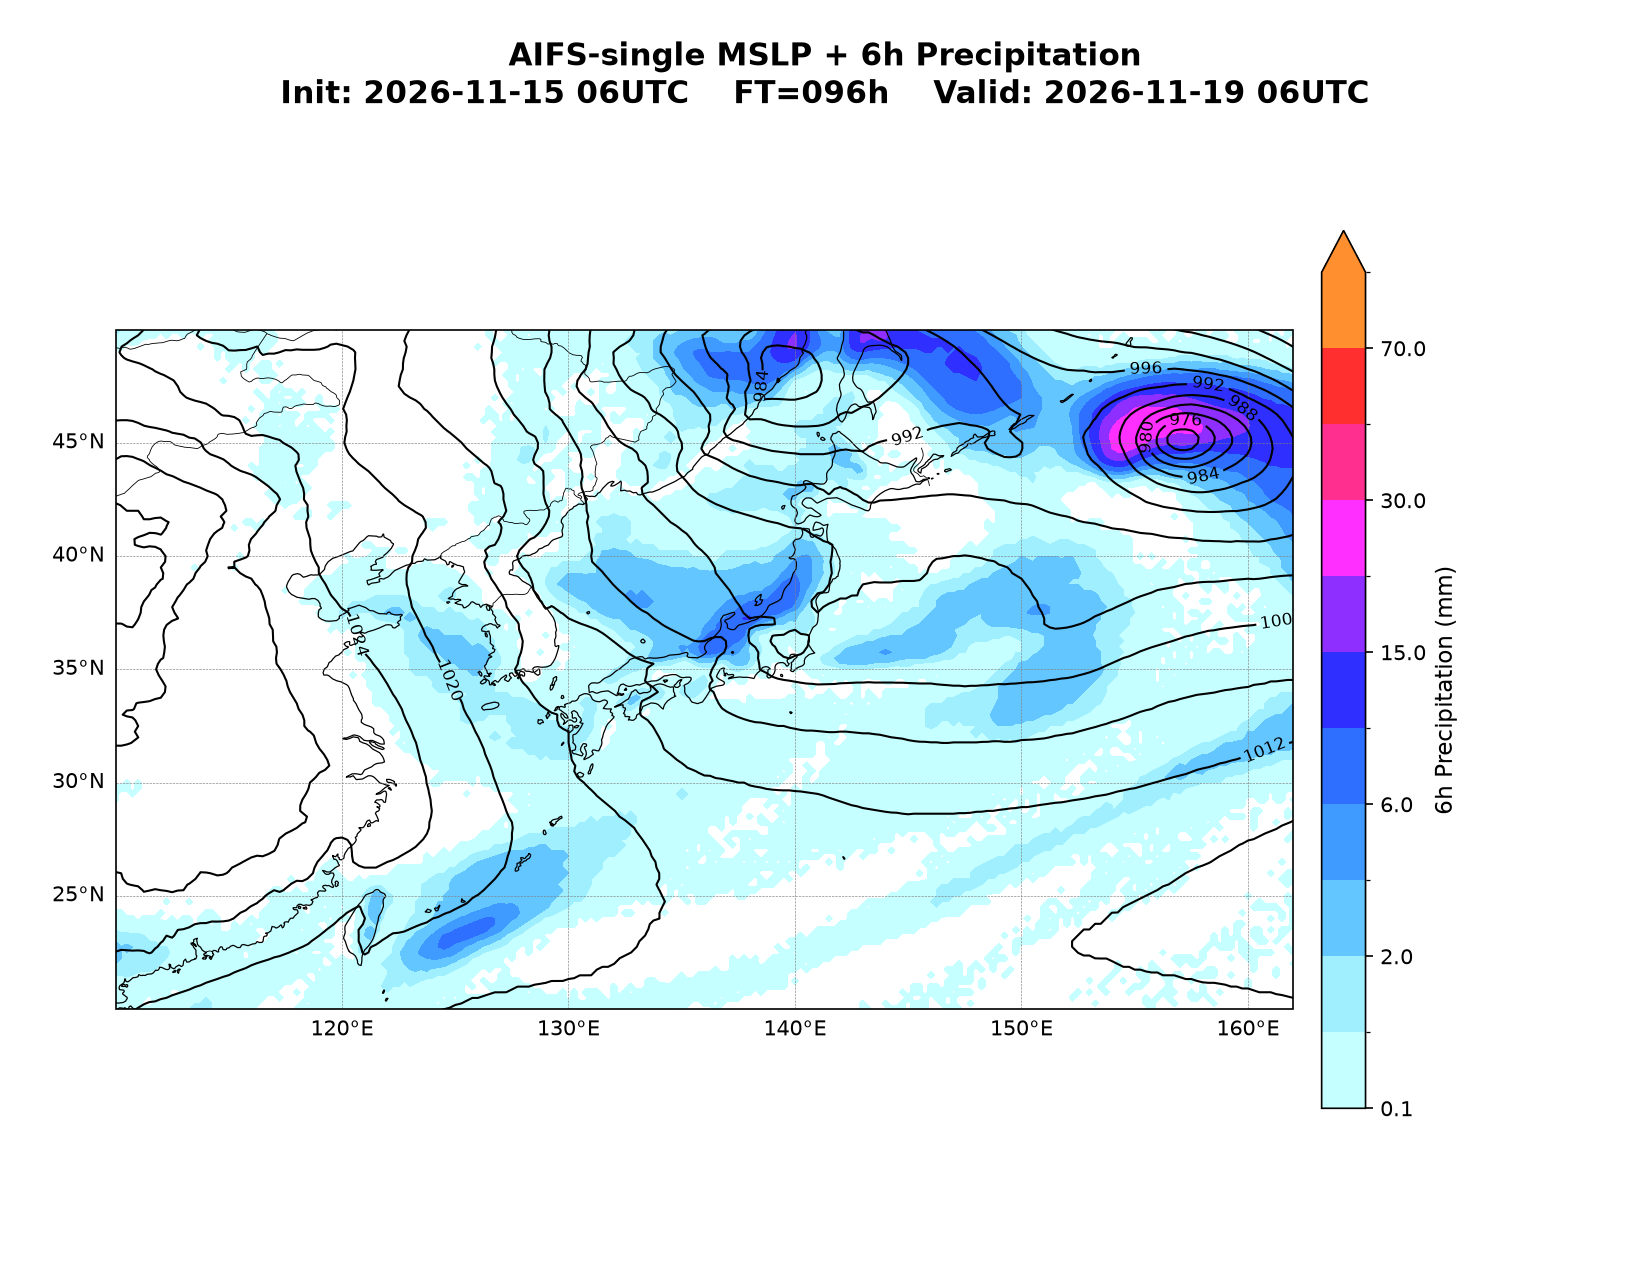 AIFS-single MSLP + 6h Precipitation
Init: 2026-11-15 06UTC    FT=096h    Valid: 2026-11-19 06UTC
996
992
988
984
976
980
984
992
1000
1012
1014
1020
45°N
40°N
35°N
30°N
25°N
120°E
130°E
140°E
150°E
160°E
70.0
30.0
15.0
6.0
2.0
0.1
6h Precipitation (mm)